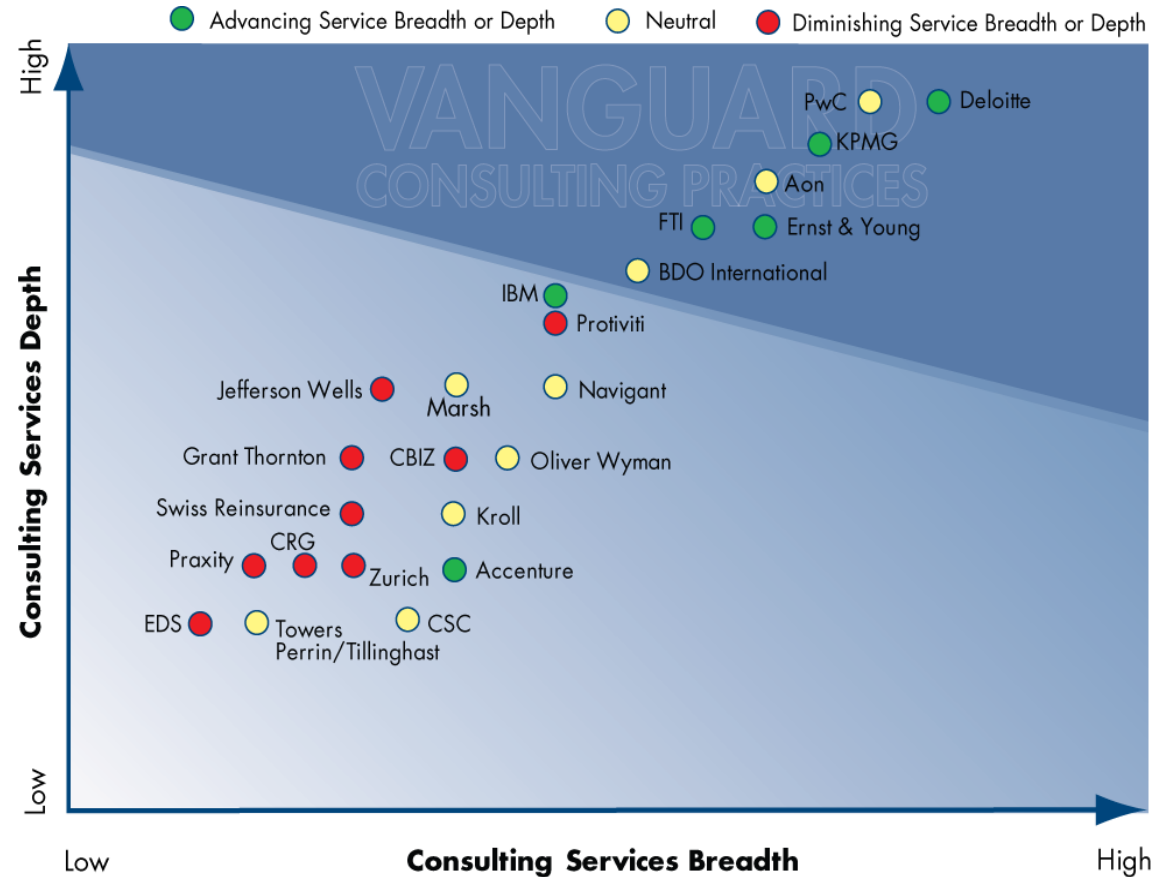 Advancing Service Breadth or Depth
Neutral
Diminishing Service Breadth or Depth
High
VANGUARD
CONSULTING PRACTICES
PwC
Deloitte
KPMG
Aon
FTI
Ernst & Young
BDO International
IBM
Protiviti
Jefferson Wells
Marsh
Navigant
Grant Thornton
CBIZ
Oliver Wyman
Swiss Reinsurance
Kroll
CRG
Praxity
Zurich
Accenture
EDS
Towers
Perrin/Tillinghast
CSC
Consulting Services Depth
Low
Low
Consulting Services Breadth
High